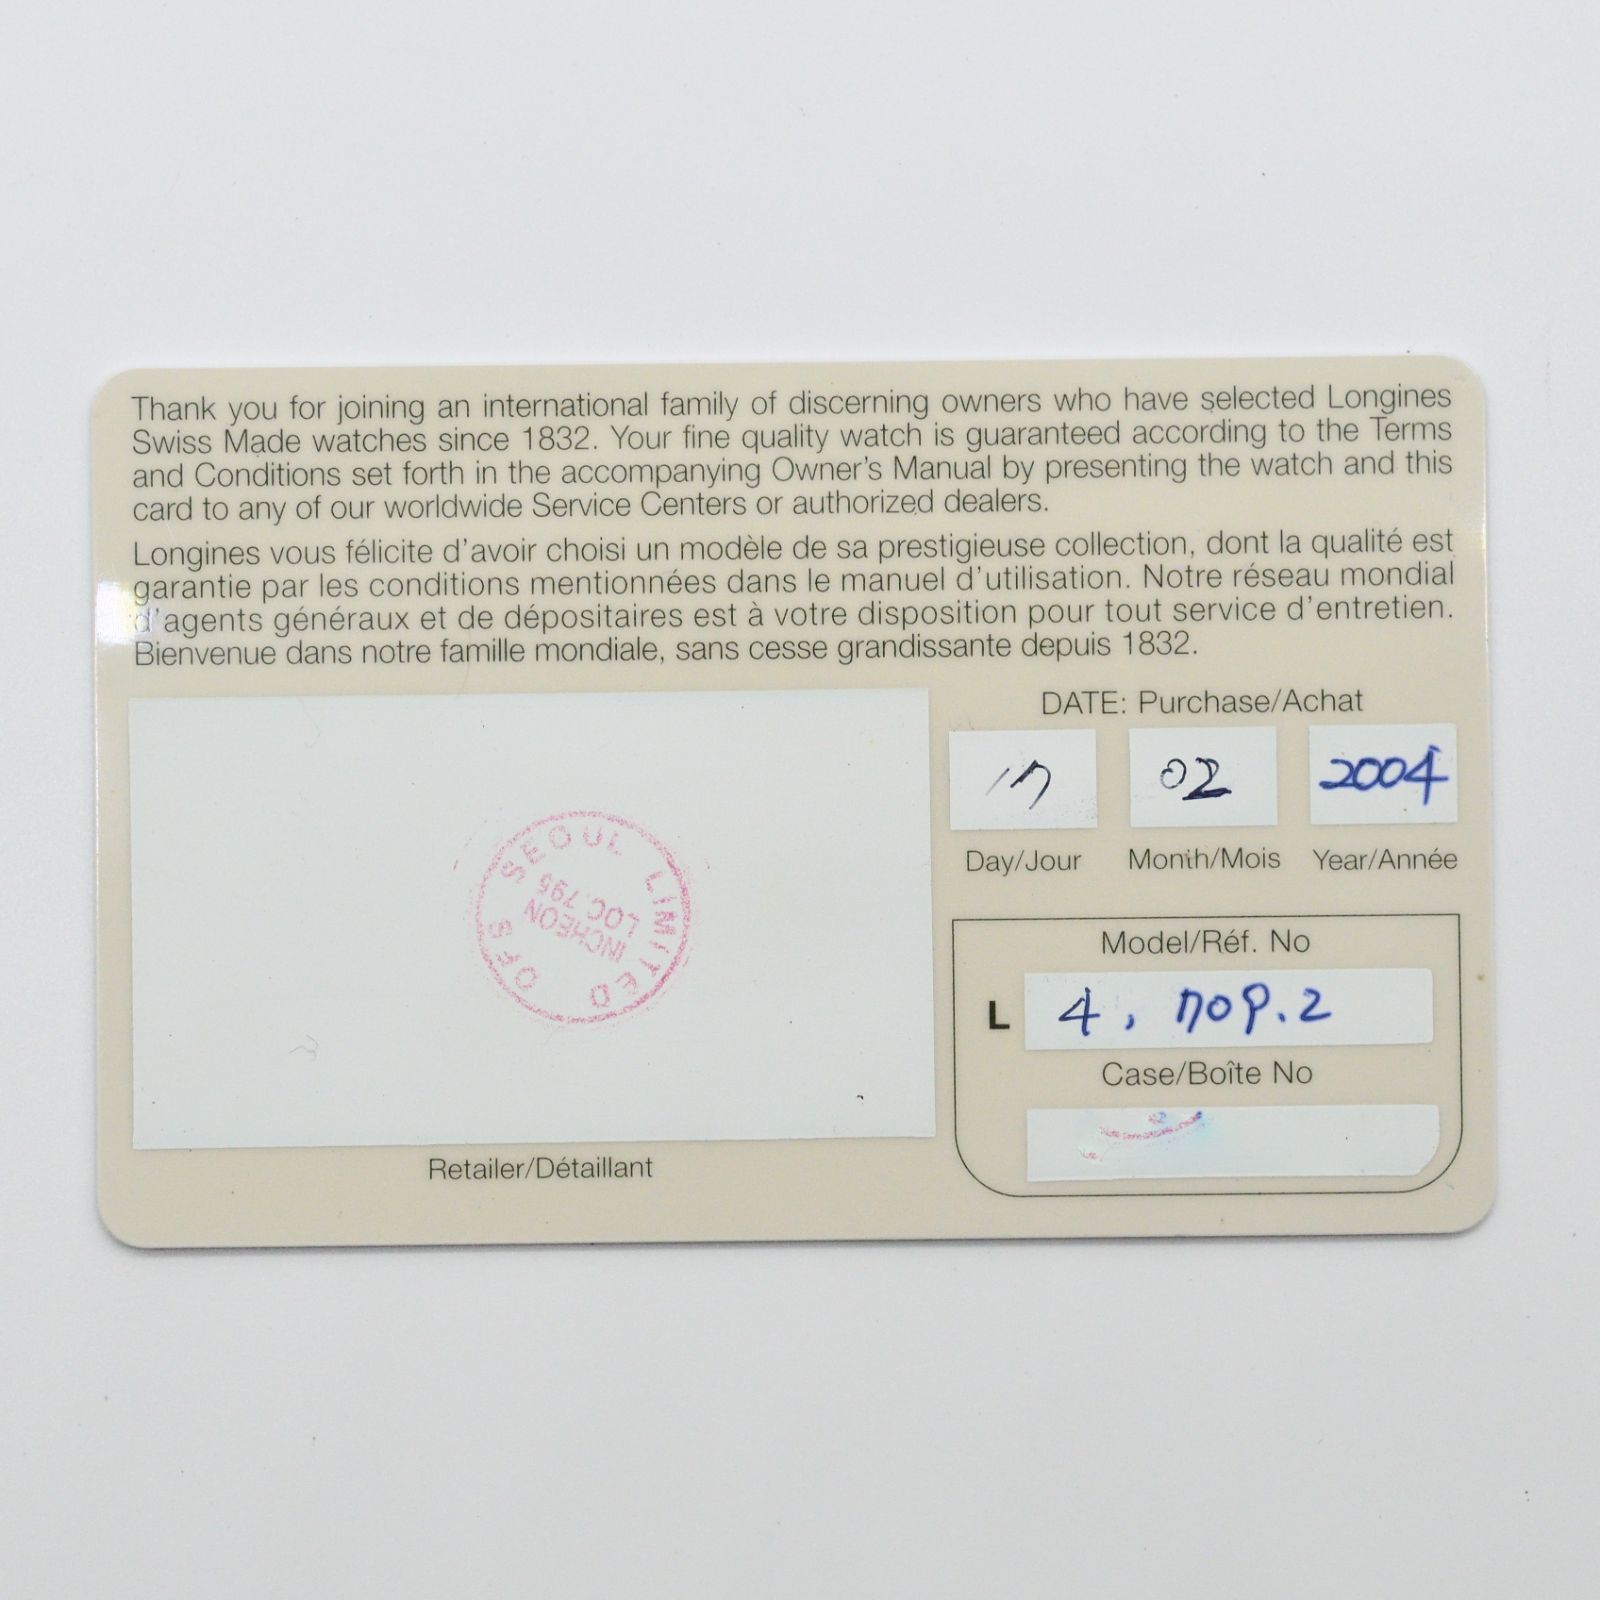 Thank you for joining an international family of discerning owners who have selected Longines
Swiss Made watches since 1832. Your fine quality watch is guaranteed according to the Terms
and Conditions set forth in the accompanying Owner's Manual by presenting the watch and this
card to any of our worldwide Service Centers or authorized dealers.
Longines vous félicite d'avoir choisi un modèle de sa prestigieuse collection, dont la qualité est
garantie par les conditions mentionnées dans le manuel d'utilisation. Notre réseau mondial
d'agents généraux et de dépositaires est à votre disposition pour tout service d'entretien.
Bienvenue dans notre famille mondiale, sans cesse grandissante depuis 1832.
DATE: Purchase/Achat
17 02 2004
Day/Jour Month/Mois Year/Année
DFS SEOUL LIMITED
INCHEON
LOC.795
Retailer/Détaillant
Model/Réf. No
L 4, 709.2
Case/Boîte No